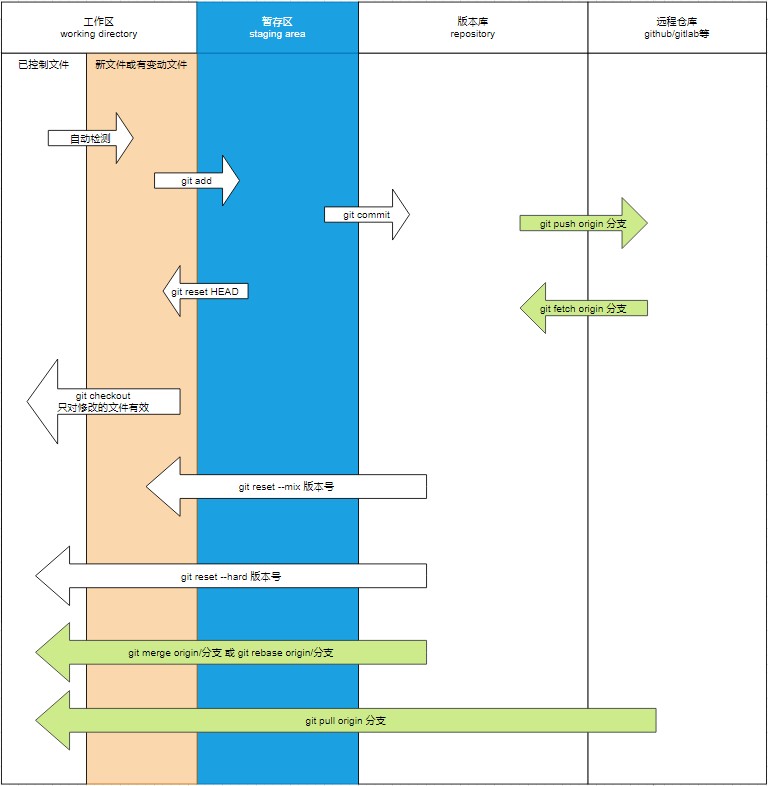 工作区
working directory
暂存区
staging area
版本库
repository
远程仓库
github/gitlab等
已控制文件
新文件或有变动文件
自动检测
git add
git commit
git push origin 分支
git reset HEAD
git fetch origin 分支
git checkout
只对修改的文件有效
git reset --mix 版本号
git reset --hard 版本号
git merge origin/分支 或 git rebase origin/分支
git pull origin 分支